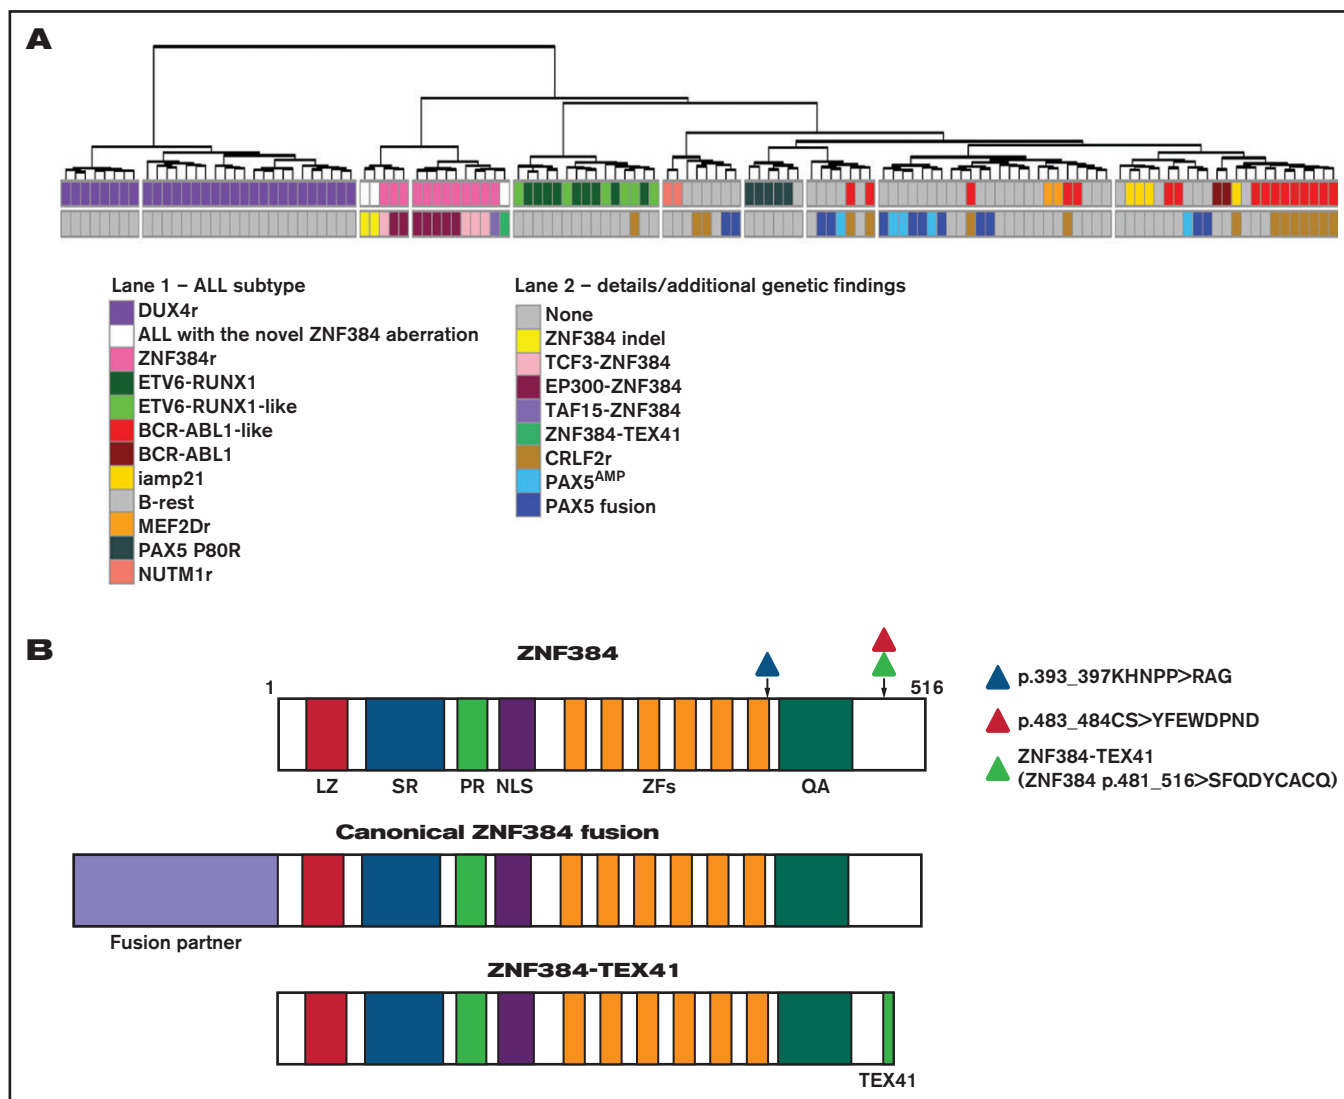 A
Lane 1 – ALL subtype
DUX4r
ALL with the novel ZNF384 aberration
ZNF384r
ETV6-RUNX1
ETV6-RUNX1-like
BCR-ABL1-like
BCR-ABL1
iamp21
B-rest
MEF2Dr
PAX5 P80R
NUTM1r
Lane 2 – details/additional genetic findings
None
ZNF384 indel
TCF3-ZNF384
EP300-ZNF384
TAF15-ZNF384
ZNF384-TEX41
CRLF2r
PAX5AMP
PAX5 fusion
B
ZNF384
1
516
LZ
SR
PR
NLS
ZFs
QA
p.393_397KHNPP>RAG
p.483_484CS>YFEWDPND
ZNF384-TEX41
(ZNF384 p.481_516>SFQDYCACQ)
Canonical ZNF384 fusion
Fusion partner
ZNF384-TEX41
TEX41